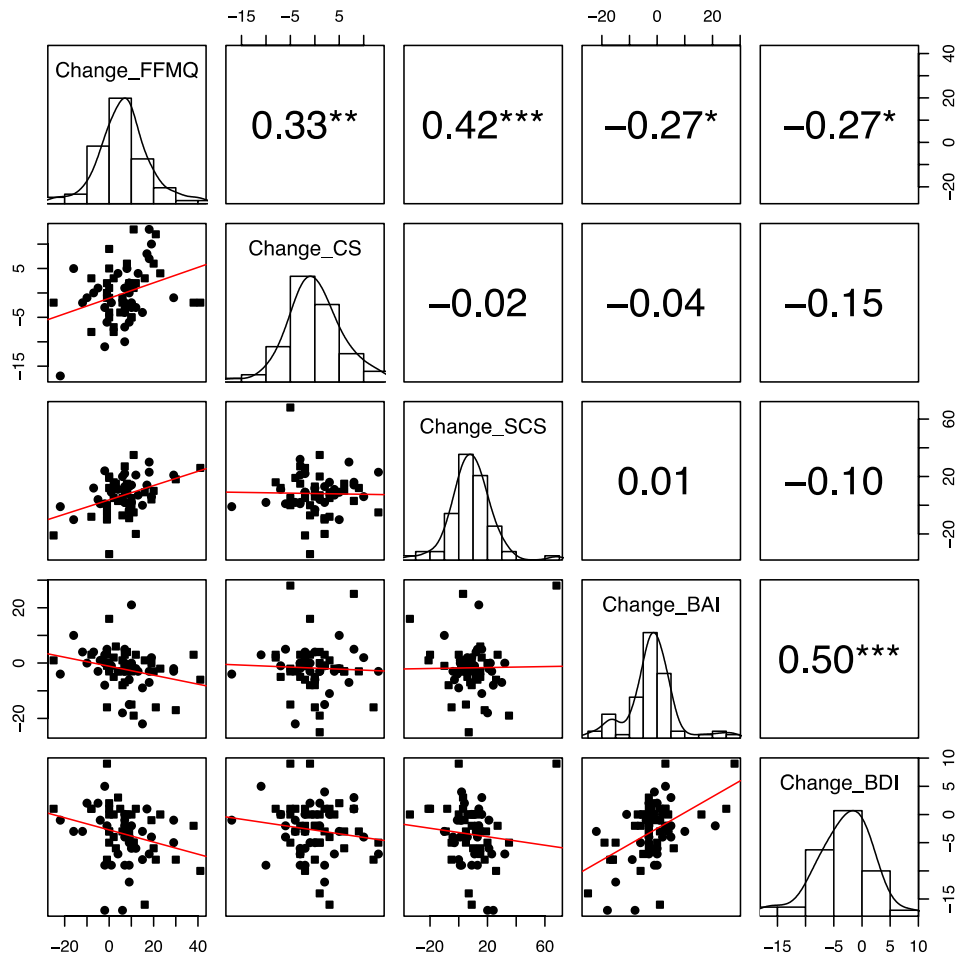 −15 5 −20 0 20
Change_FFMQ 0.33** 0.42*** −0.27* −0.27* −20 0 20 40
−15 −5 5 Change_CS −0.02 −0.04 −0.15
Change_SCS 0.01 −0.10 −20 20 60
−20 0 20 Change_BAI 0.50***
Change_BDI −15 −5 0 5 10
−20 0 20 40 −20 20 60 −15 −5 0 5 10